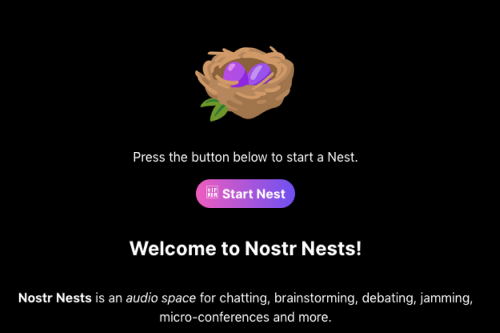 Press the button below to start a Nest.
Start Nest
Welcome to Nostr Nests!
Nostr Nests is an audio space for chatting, brainstorming, debating, jamming,
micro-conferences and more.